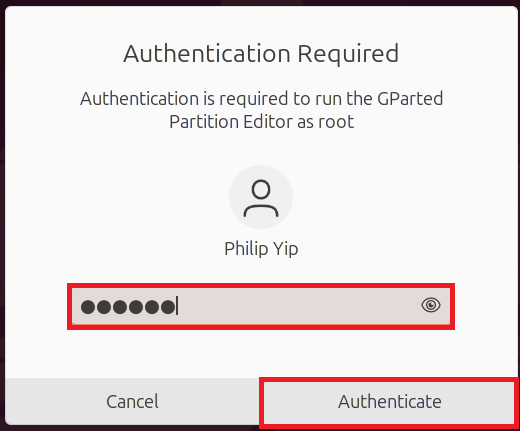 Authentication Required
Authentication is required to run the GParted
Partition Editor as root
Philip Yip
●●●●●●
Cancel
Authenticate